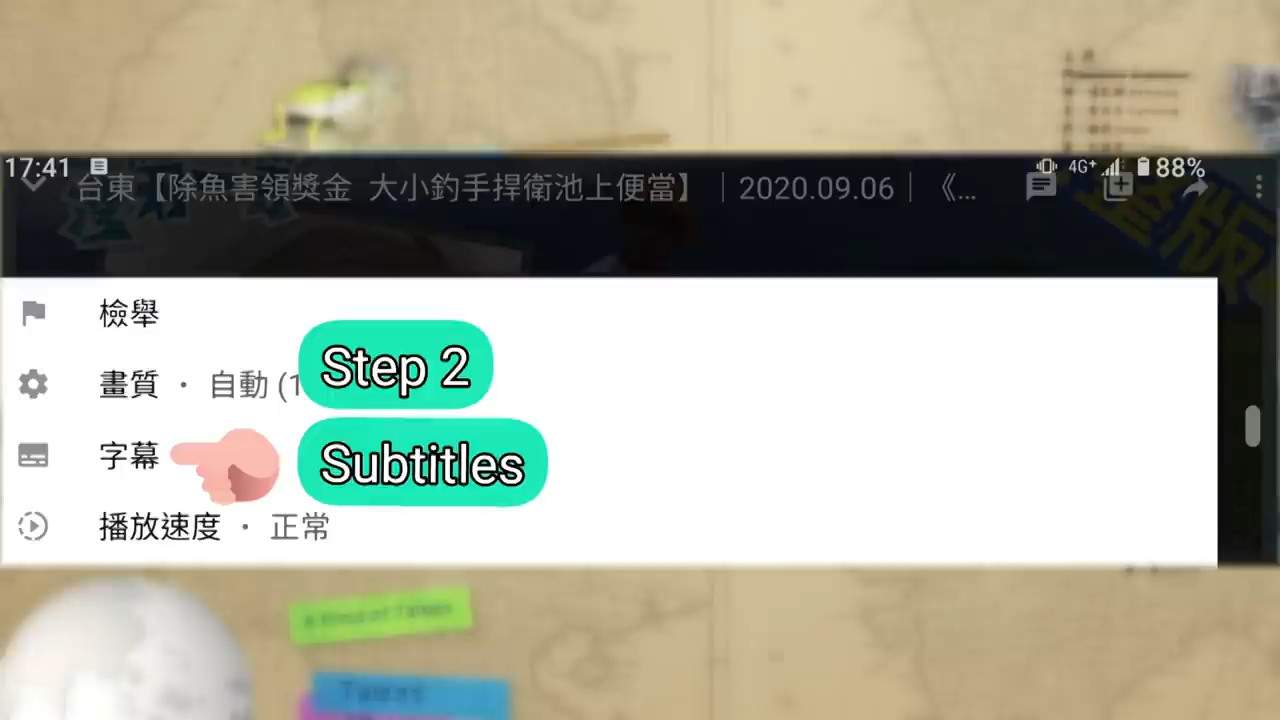 17:41
4G+ 88%
台東【除魚害領獎金 大小釣手捍衛池上便當】｜2020.09.06｜《…
整版
檢舉
畫質 · 自動 (1
Step 2
字幕
Subtitles
播放速度 · 正常